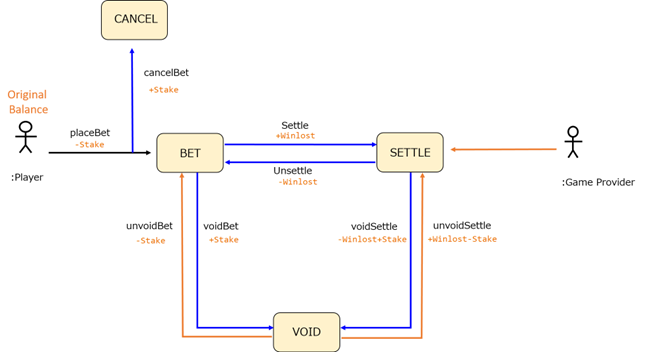 CANCEL
cancelBet
+Stake
Original
Balance
placeBet
-Stake
:Player
BET
Settle
+Winlost
Unsettle
-Winlost
SETTLE
:Game Provider
unvoidBet
-Stake
voidBet
+Stake
voidSettle
-Winlost+Stake
unvoidSettle
+Winlost-Stake
VOID